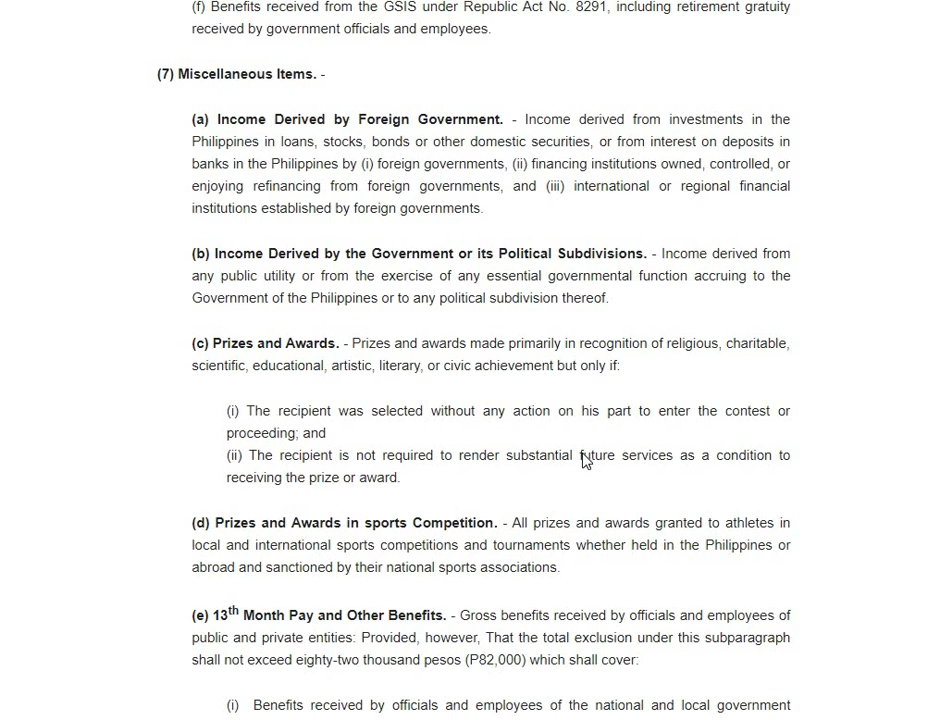 (f) Benefits received from the GSIS under Republic Act No. 8291, including retirement gratuity
received by government officials and employees.
(7) Miscellaneous Items. -
(a) Income Derived by Foreign Government. - Income derived from investments in the
Philippines in loans, stocks, bonds or other domestic securities, or from interest on deposits in
banks in the Philippines by (i) foreign governments, (ii) financing institutions owned, controlled, or
enjoying refinancing from foreign governments, and (iii) international or regional financial
institutions established by foreign governments.
(b) Income Derived by the Government or its Political Subdivisions. - Income derived from
any public utility or from the exercise of any essential governmental function accruing to the
Government of the Philippines or to any political subdivision thereof.
(c) Prizes and Awards. - Prizes and awards made primarily in recognition of religious, charitable,
scientific, educational, artistic, literary, or civic achievement but only if:
(i) The recipient was selected without any action on his part to enter the contest or
proceeding; and
(ii) The recipient is not required to render substantial future services as a condition to
receiving the prize or award.
(d) Prizes and Awards in sports Competition. - All prizes and awards granted to athletes in
local and international sports competitions and tournaments whether held in the Philippines or
abroad and sanctioned by their national sports associations.
(e) 13th Month Pay and Other Benefits. - Gross benefits received by officials and employees of
public and private entities: Provided, however, That the total exclusion under this subparagraph
shall not exceed eighty-two thousand pesos (P82,000) which shall cover:
(i) Benefits received by officials and employees of the national and local government